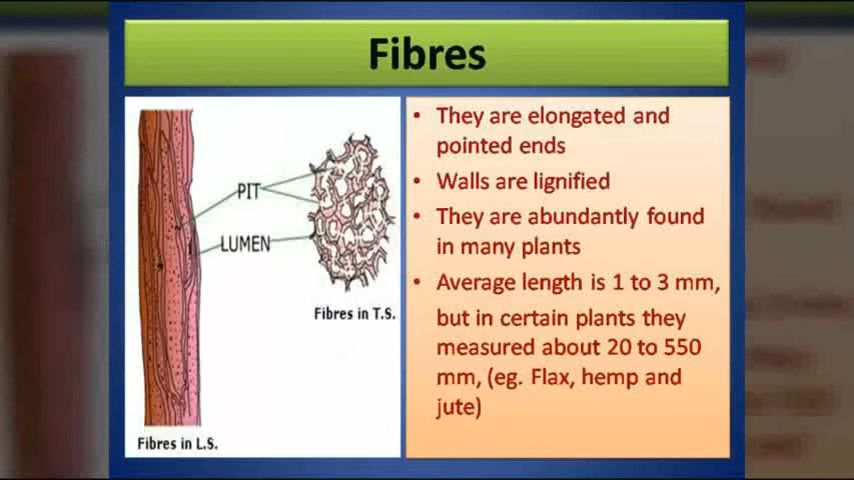 Fibres
PIT
LUMEN
Fibres in T.S.
Fibres in L.S.
• They are elongated and
pointed ends
• Walls are lignified
• They are abundantly found
in many plants
• Average length is 1 to 3 mm,
but in certain plants they
measured about 20 to 550
mm, (eg. Flax, hemp and
jute)